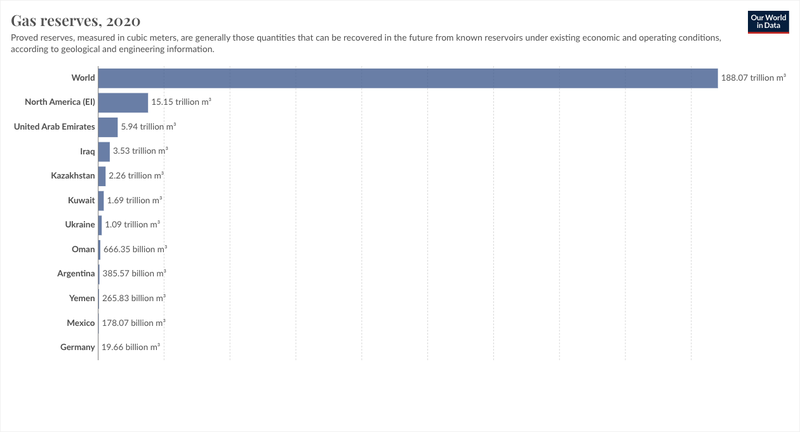 Gas reserves, 2020
Our World
in Data
Proved reserves, measured in cubic meters, are generally those quantities that can be recovered in the future from known reservoirs under existing economic and operating conditions,
according to geological and engineering information.
World 188.07 trillion m³
North America (EI) 15.15 trillion m³
United Arab Emirates 5.94 trillion m³
Iraq 3.53 trillion m³
Kazakhstan 2.26 trillion m³
Kuwait 1.69 trillion m³
Ukraine 1.09 trillion m³
Oman 666.35 billion m³
Argentina 385.57 billion m³
Yemen 265.83 billion m³
Mexico 178.07 billion m³
Germany 19.66 billion m³